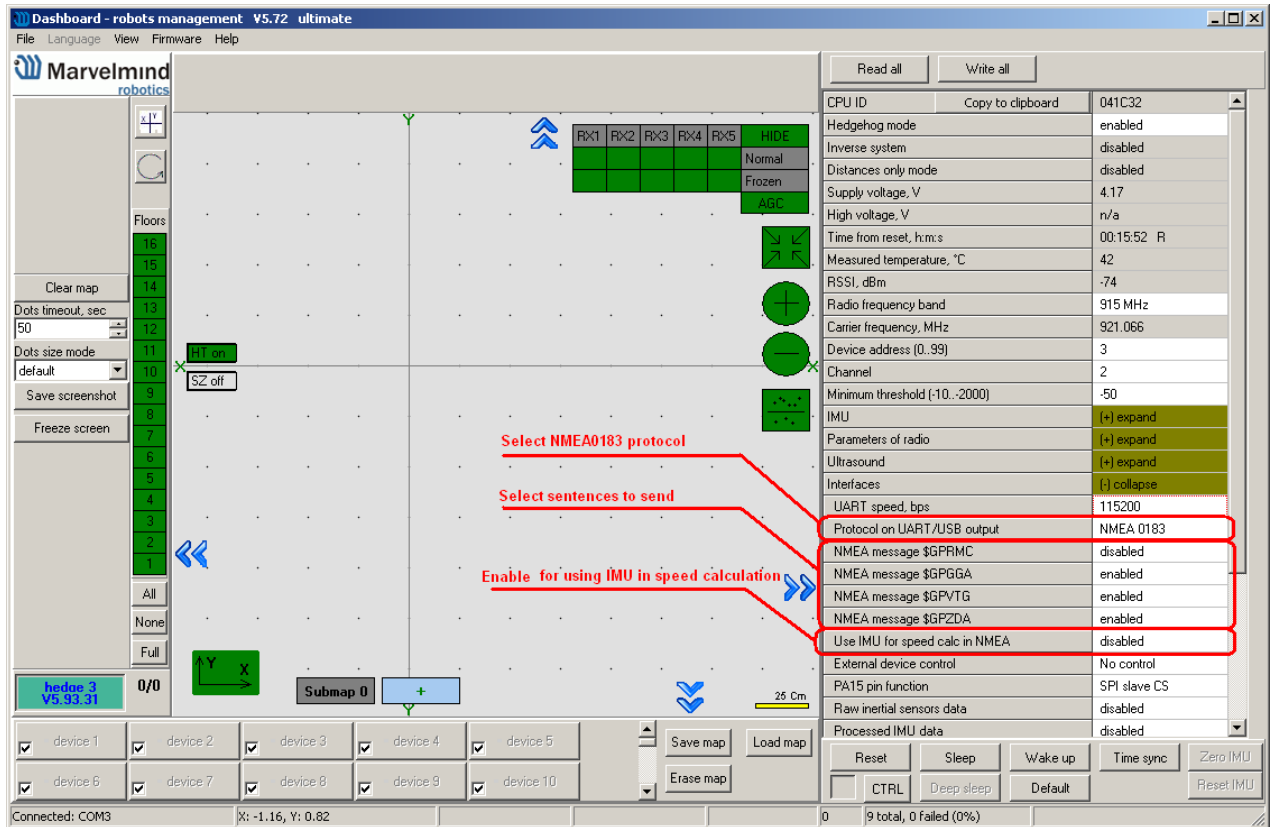 Dashboard - robots management V5.72 ultimate
File Language View Firmware Help
Marvelmind
robotics
Clear map
Dots timeout, sec
50
Dots size mode
default
Save screenshot
Freeze screen
Floors
16
15
14
13
12
11
10
9
8
7
6
5
4
3
2
1
All
None
Full
hedge 3
V5.93.31
0/0
Y
RX1 RX2 RX3 RX4 RX5 HIDE
Normal
Frozen
AGC
HT on
X X
SZ off
Select NMEA0183 protocol
Select sentences to send
Enable for using IMU in speed calculation
Y X
Submap 0 +
Y
25 Cm
Read all Write all
CPU ID Copy to clipboard 041C32
Hedgehog mode enabled
Inverse system disabled
Distances only mode disabled
Supply voltage, V 4.17
High voltage, V n/a
Time from reset, h:m:s 00:15:52 R
Measured temperature, °C 42
RSSI, dBm -74
Radio frequency band 915 MHz
Carrier frequency, MHz 921.066
Device address (0..99) 3
Channel 2
Minimum threshold (-10..-2000) -50
IMU (+) expand
Parameters of radio (+) expand
Ultrasound (+) expand
Interfaces (-) collapse
UART speed, bps 115200
Protocol on UART/USB output NMEA 0183
NMEA message $GPRMC disabled
NMEA message $GPGGA enabled
NMEA message $GPVTG enabled
NMEA message $GPZDA enabled
Use IMU for speed calc in NMEA disabled
External device control No control
PA15 pin function SPI slave CS
Raw inertial sensors data disabled
Processed IMU data disabled
device 1 device 2 device 3 device 4 device 5
device 6 device 7 device 8 device 9 device 10
Save map Load map
Erase map
Reset Sleep Wake up Time sync Zero IMU
CTRL Deep sleep Default Reset IMU
Connected: COM3 X: -1.16, Y: 0.82 0 9 total, 0 failed (0%)